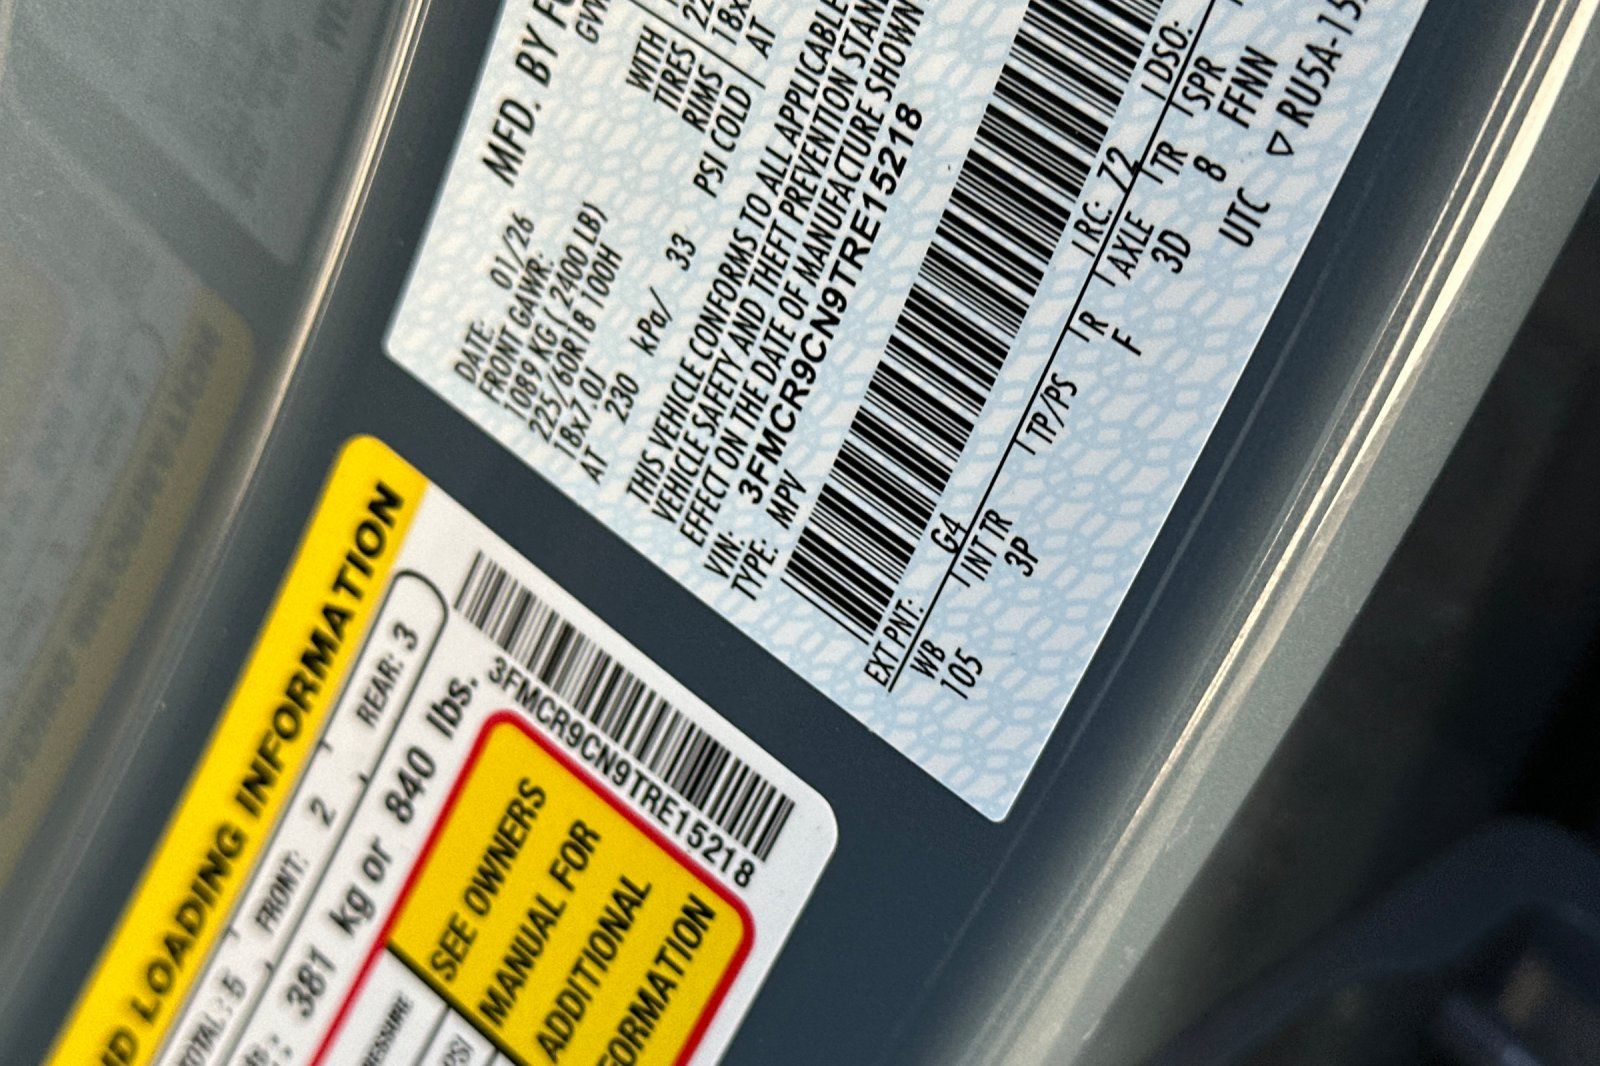 MFD. BY
DATE: 01/26
FRONT GAWR:
1089 KG ( 2400 LB)
WITH
225/60R18 100H
TIRES
18x7.0J
RIMS
AT 230 kPa/ 33 PSI COLD
AT
THIS VEHICLE CONFORMS TO ALL APPLICABLE
VEHICLE SAFETY AND THEFT PREVENTION
EFFECT ON THE DATE OF MANUFACTURE SHOWN
VIN: 3FMCR9CN9TRE15218
TYPE: MPV
EXT PNT: G4 RC: 72 DSO:
WB INT TR TP/PS R AXLE TR SPR
105 3P F 3D 8 FFNN
UTC ▽ RU5A-
LOADING INFORMATION
TOTAL: 5 FRONT: 2 REAR: 3
381 kg or 840 lbs.
3FMCR9CN9TRE15218
SEE OWNERS
MANUAL FOR
ADDITIONAL
PSI